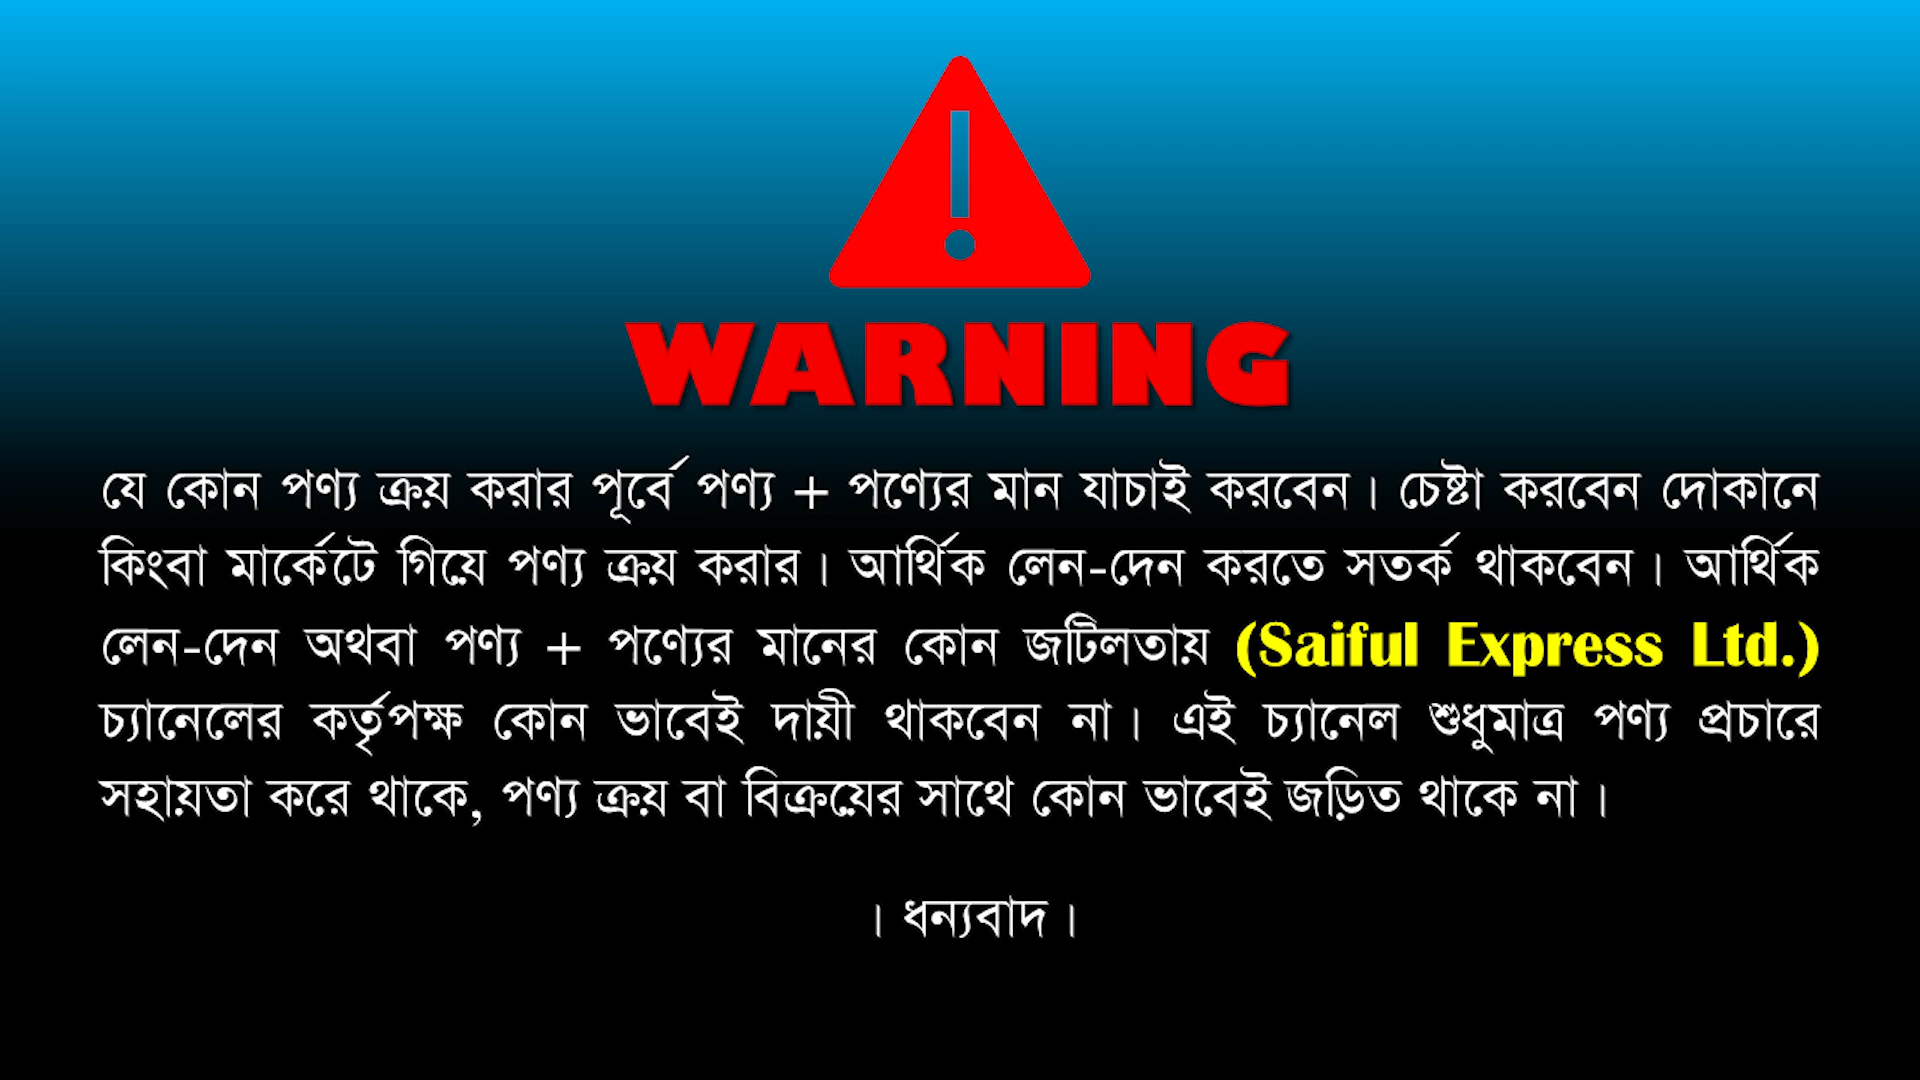 WARNING
যে কোন পণ্য ক্রয় করার পূর্বে পণ্য + পণ্যের মান যাচাই করবেন। চেষ্টা করবেন দোকানে
কিংবা মার্কেটে গিয়ে পণ্য ক্রয় করার। আর্থিক লেন-দেন করতে সতর্ক থাকবেন। আর্থিক
লেন-দেন অথবা পণ্য + পণ্যের মানের কোন জটিলতায় (Saiful Express Ltd.)
চ্যানেলের কর্তৃপক্ষ কোন ভাবেই দায়ী থাকবেন না। এই চ্যানেল শুধুমাত্র পণ্য প্রচারে
সহায়তা করে থাকে, পণ্য ক্রয় বা বিক্রয়ের সাথে কোন ভাবেই জড়িত থাকে না।
। ধন্যবাদ।